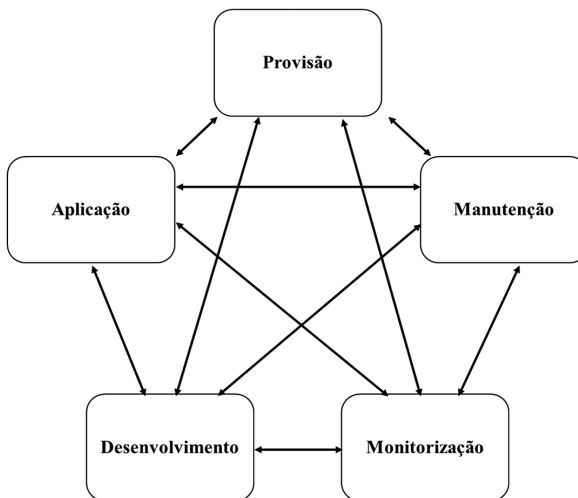 Provisão
Aplicação
Manutenção
Desenvolvimento
Monitorização